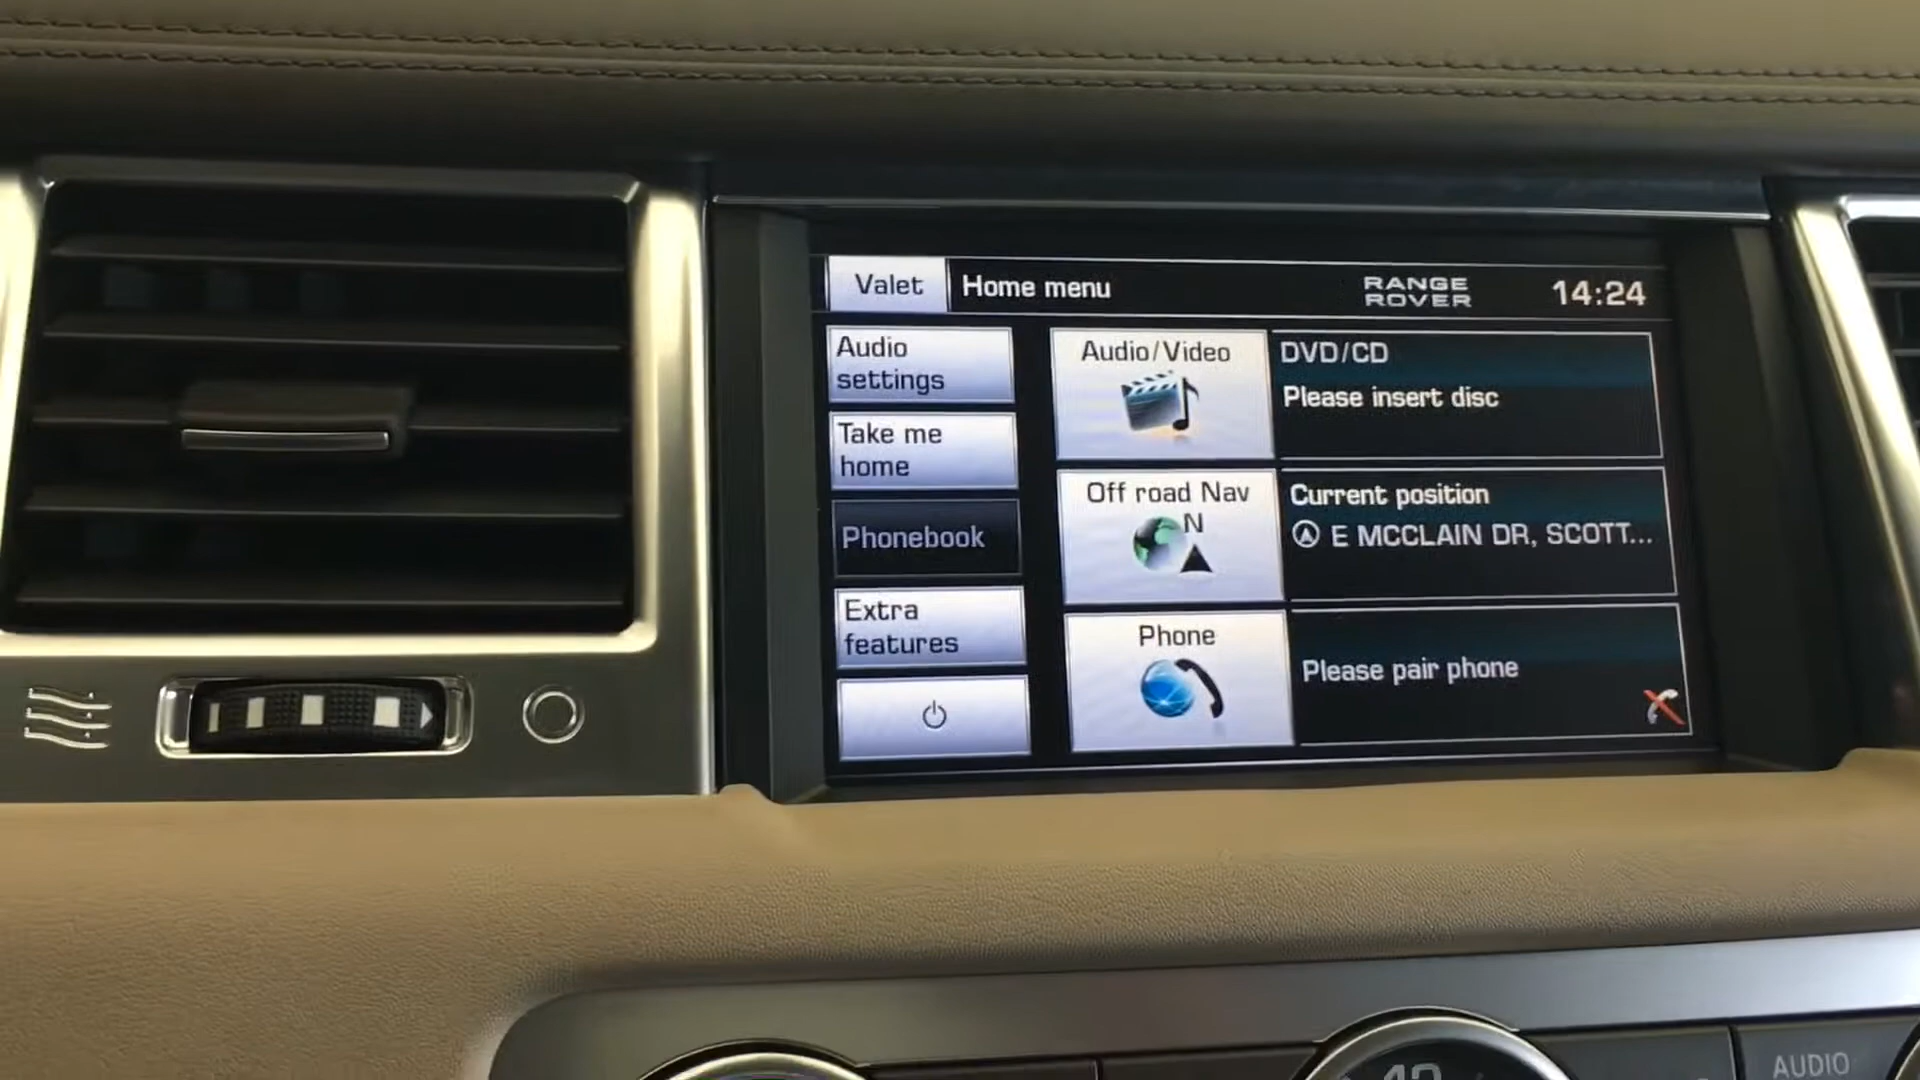 Valet
Home menu
RANGE
ROVER
14:24
Audio
settings
Audio/Video
DVD/CD
Please insert disc
Take me
home
Off road Nav
N
Current position
E MCCLAIN DR, SCOTT...
Phonebook
Extra
features
Phone
Please pair phone
AUDIO